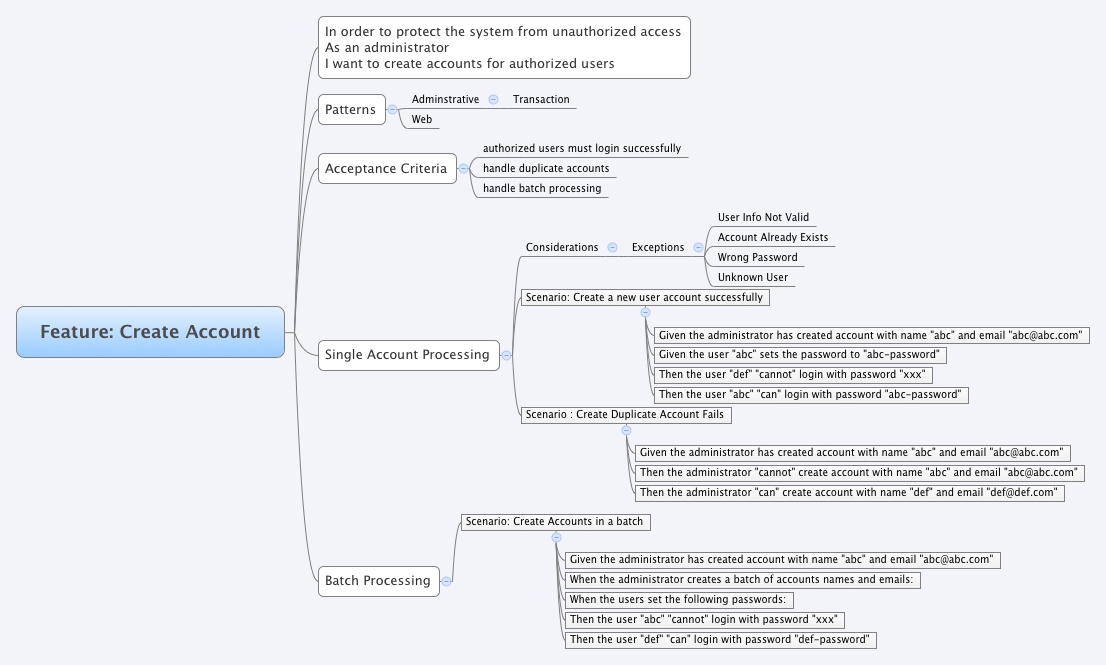 In order to protect the system from unauthorized access
As an administrator
I want to create accounts for authorized users
Patterns
Adminstrative
Transaction
Web
Acceptance Criteria
authorized users must login successfully
handle duplicate accounts
handle batch processing
Feature: Create Account
Single Account Processing
Considerations
Exceptions
User Info Not Valid
Account Already Exists
Wrong Password
Unknown User
Scenario: Create a new user account successfully
Given the administrator has created account with name "abc" and email "abc@abc.com"
Given the user "abc" sets the password to "abc-password"
Then the user "def" "cannot" login with password "xxx"
Then the user "abc" "can" login with password "abc-password"
Scenario : Create Duplicate Account Fails
Given the administrator has created account with name "abc" and email "abc@abc.com"
Then the administrator "cannot" create account with name "abc" and email "abc@abc.com"
Then the administrator "can" create account with name "def" and email "def@def.com"
Batch Processing
Scenario: Create Accounts in a batch
Given the administrator has created account with name "abc" and email "abc@abc.com"
When the administrator creates a batch of accounts names and emails:
When the users set the following passwords:
Then the user "abc" "cannot" login with password "xxx"
Then the user "def" "can" login with password "def-password"